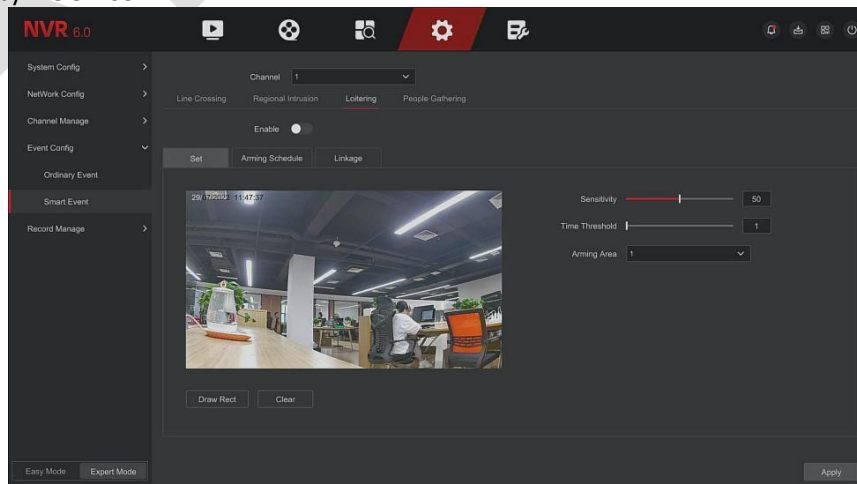 NVR 6.0
System Config
NetWork Config
Channel Manage
Event Config
Ordinary Event
Smart Event
Record Manage
Channel 1
Line Crossing Regional Intrusion Loitering People Gathering
Enable
Set Arming Schedule Linkage
11:47:37
Sensitivity 50
Time Threshold 1
Arming Area 1
Draw Rect Clear
Easy Mode Expert Mode
Apply